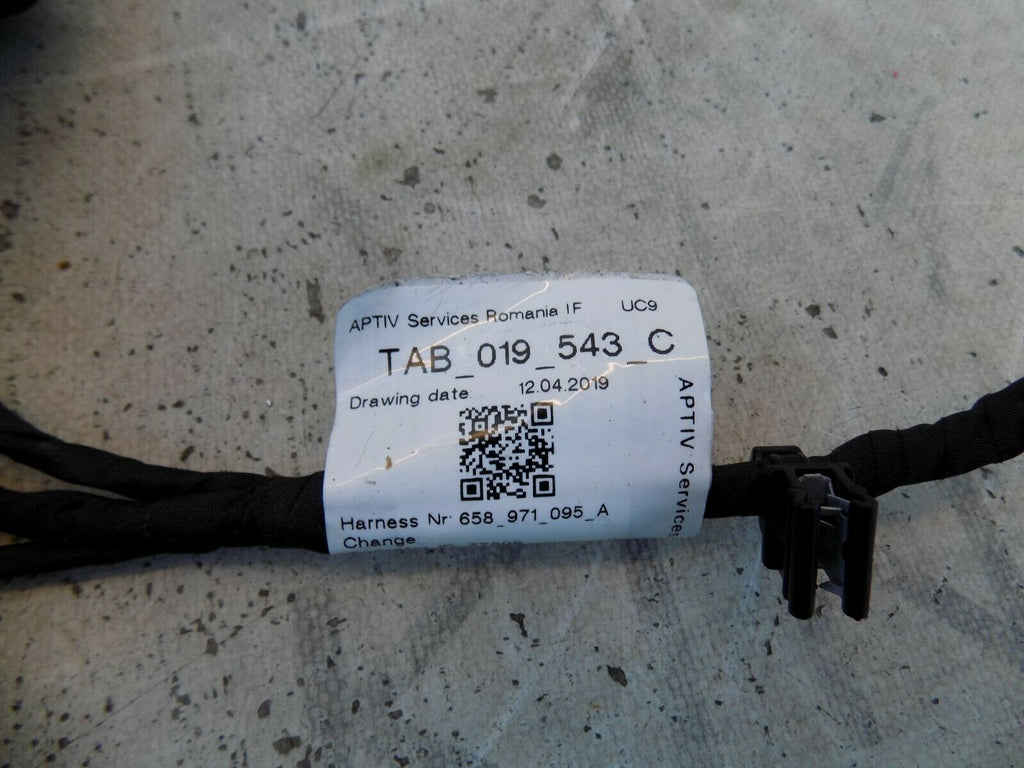 APTIV Services Romania IF UC9
TAB_019_543_C
Drawing date 12.04.2019
Harness Nr 658_971_095_A
Change
APTIV Services